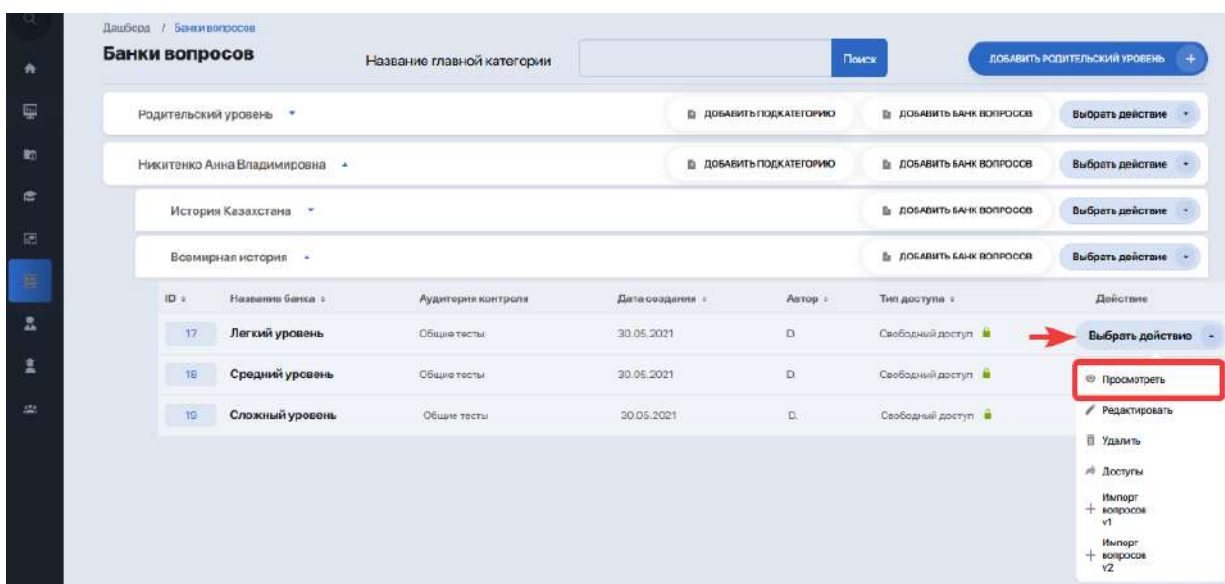 Дашборд / Банки вопросов
Банки вопросов
Название главной категории
Поиск
ДОБАВИТЬ РОДИТЕЛЬСКИЙ УРОВЕНЬ +
Родительский уровень ДОБАВИТЬ ПОДКАТЕГОРИЮ ДОБАВИТЬ БАНК ВОПРОСОВ Выбрать действие
Никитенко Анна Владимировна ДОБАВИТЬ ПОДКАТЕГОРИЮ ДОБАВИТЬ БАНК ВОПРОСОВ Выбрать действие
История Казахстана ДОБАВИТЬ БАНК ВОПРОСОВ Выбрать действие
Всемирная история ДОБАВИТЬ БАНК ВОПРОСОВ Выбрать действие
ID Название банка Аудитория контроля Дата создания Автор Тип доступа Действие
17 Легкий уровень Общие тесты 30.05.2021 D. Свободный доступ Выбрать действие
18 Средний уровень Общие тесты 30.05.2021 D. Свободный доступ
19 Сложный уровень Общие тесты 30.05.2021 D. Свободный доступ
Просмотреть
Редактировать
Удалить
Доступы
Импорт
вопросов
v1
Импорт
вопросов
v2